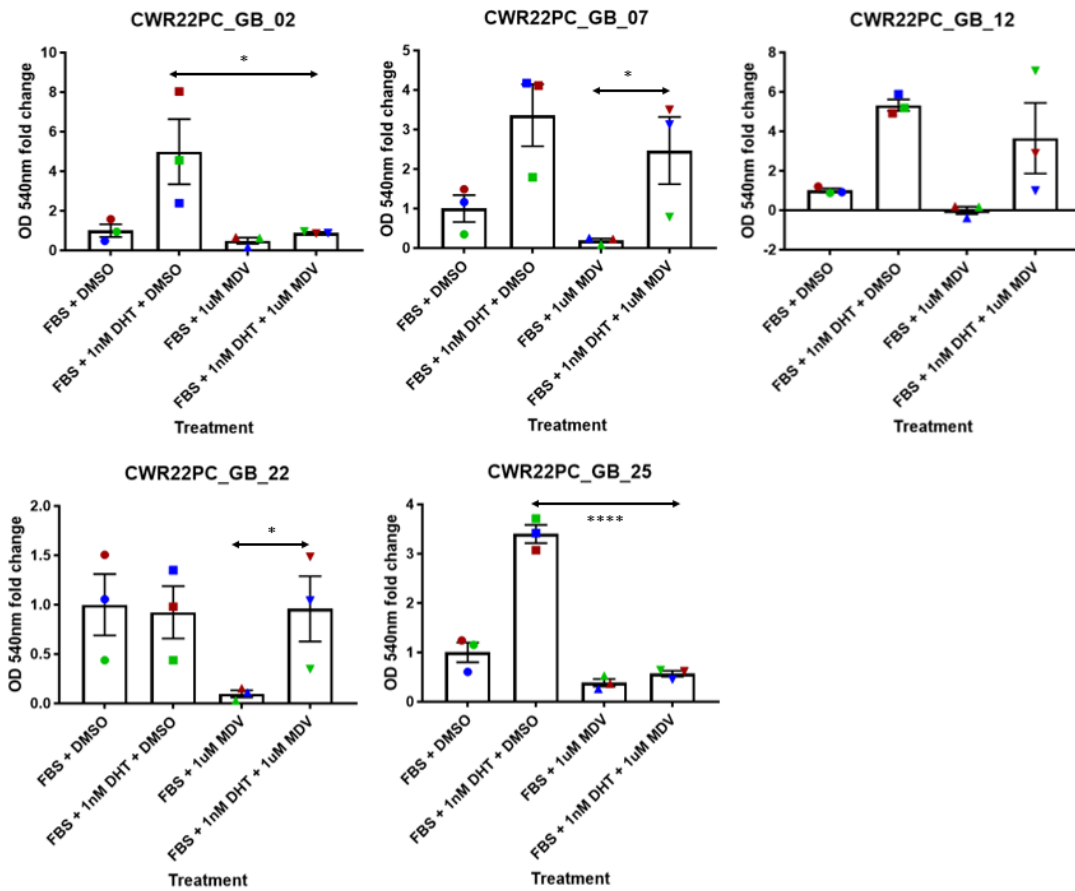 CWR22PC_GB_02
OD 540nm fold change
10
8
6
4
2
0
*
FBS + DMSO
FBS + 1nM DHT + DMSO
FBS + 1uM MDV
FBS + 1nM DHT + 1uM MDV
Treatment
CWR22PC_GB_07
OD 540nm fold change
5
4
3
2
1
0
*
FBS + DMSO
FBS + 1nM DHT + DMSO
FBS + 1uM MDV
FBS + 1nM DHT + 1uM MDV
Treatment
CWR22PC_GB_12
OD 540nm fold change
8
6
4
2
0
-2
FBS + DMSO
FBS + 1nM DHT + DMSO
FBS + 1uM MDV
FBS + 1nM DHT + 1uM MDV
Treatment
CWR22PC_GB_22
OD 540nm fold change
2.0
1.5
1.0
0.5
0.0
*
FBS + DMSO
FBS + 1nM DHT + DMSO
FBS + 1uM MDV
FBS + 1nM DHT + 1uM MDV
Treatment
CWR22PC_GB_25
OD 540nm fold change
4
3
2
1
0
****
FBS + DMSO
FBS + 1nM DHT + DMSO
FBS + 1uM MDV
FBS + 1nM DHT + 1uM MDV
Treatment